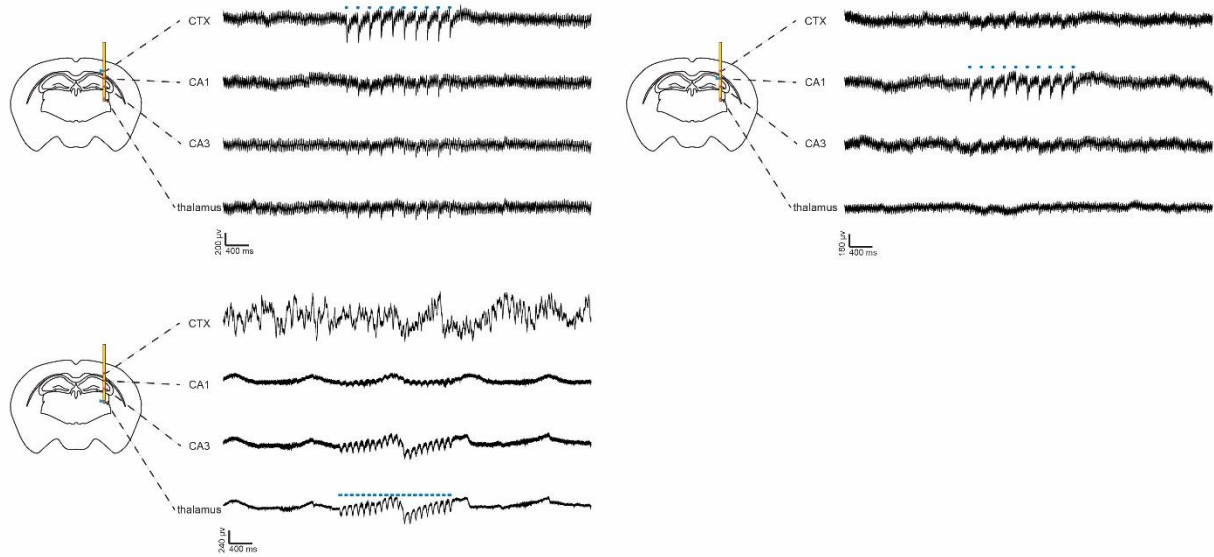 CTX
CA1
CA3
thalamus
200 μv
400 ms
CTX
CA1
CA3
thalamus
160 μv
400 ms
CTX
CA1
CA3
thalamus
240 μv
400 ms